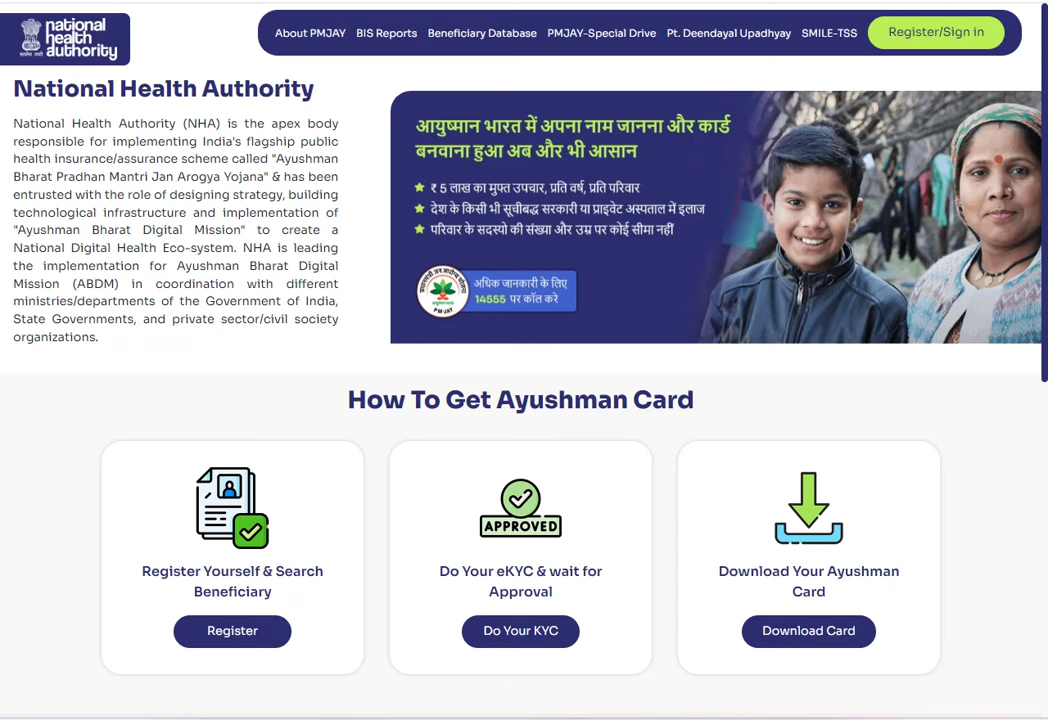 national
health
authority
About PMJAY BIS Reports Beneficiary Database PMJAY-Special Drive Pt. Deendayal Upadhyay SMILE-TSS Register/Sign in
National Health Authority
National Health Authority (NHA) is the apex body
responsible for implementing India's flagship public
health insurance/assurance scheme called "Ayushman
Bharat Pradhan Mantri Jan Arogya Yojana" & has been
entrusted with the role of designing strategy, building
technological infrastructure and implementation of
"Ayushman Bharat Digital Mission" to create a
National Digital Health Eco-system. NHA is leading
the implementation for Ayushman Bharat Digital
Mission (ABDM) in coordination with different
ministries/departments of the Government of India,
State Governments, and private sector/civil society
organizations.
आयुष्मान भारत में अपना नाम जानना और कार्ड
बनवाना हुआ अब और भी आसान
₹ 5 लाख का मुफ्त उपचार, प्रति वर्ष, प्रति परिवार
देश के किसी भी सूचीबद्ध सरकारी या प्राइवेट अस्पताल में इलाज
परिवार के सदस्यो की संख्या और उम्र पर कोई सीमा नहीं
PM-JAY
अधिक जानकारी के लिए
14555 पर कॉल करे
How To Get Ayushman Card
APPROVED
Register Yourself & Search
Beneficiary
Register
Do Your eKYC & wait for
Approval
Do Your KYC
Download Your Ayushman
Card
Download Card